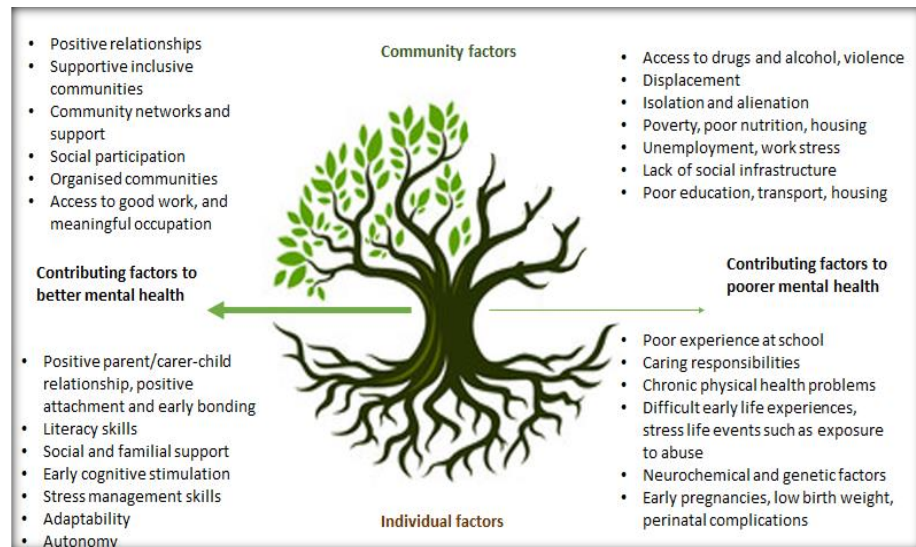 • Positive relationships
• Supportive inclusive
communities
• Community networks and
support
• Social participation
• Organised communities
• Access to good work, and
meaningful occupation
Community factors
• Access to drugs and alcohol, violence
• Displacement
• Isolation and alienation
• Poverty, poor nutrition, housing
• Unemployment, work stress
• Lack of social infrastructure
• Poor education, transport, housing
Contributing factors to
better mental health
Contributing factors to
poorer mental health
• Positive parent/carer-child
relationship, positive
attachment and early bonding
• Literacy skills
• Social and familial support
• Early cognitive stimulation
• Stress management skills
• Adaptability
• Autonomy
Individual factors
• Poor experience at school
• Caring responsibilities
• Chronic physical health problems
• Difficult early life experiences,
stress life events such as exposure
to abuse
• Neurochemical and genetic factors
• Early pregnancies, low birth weight,
perinatal complications